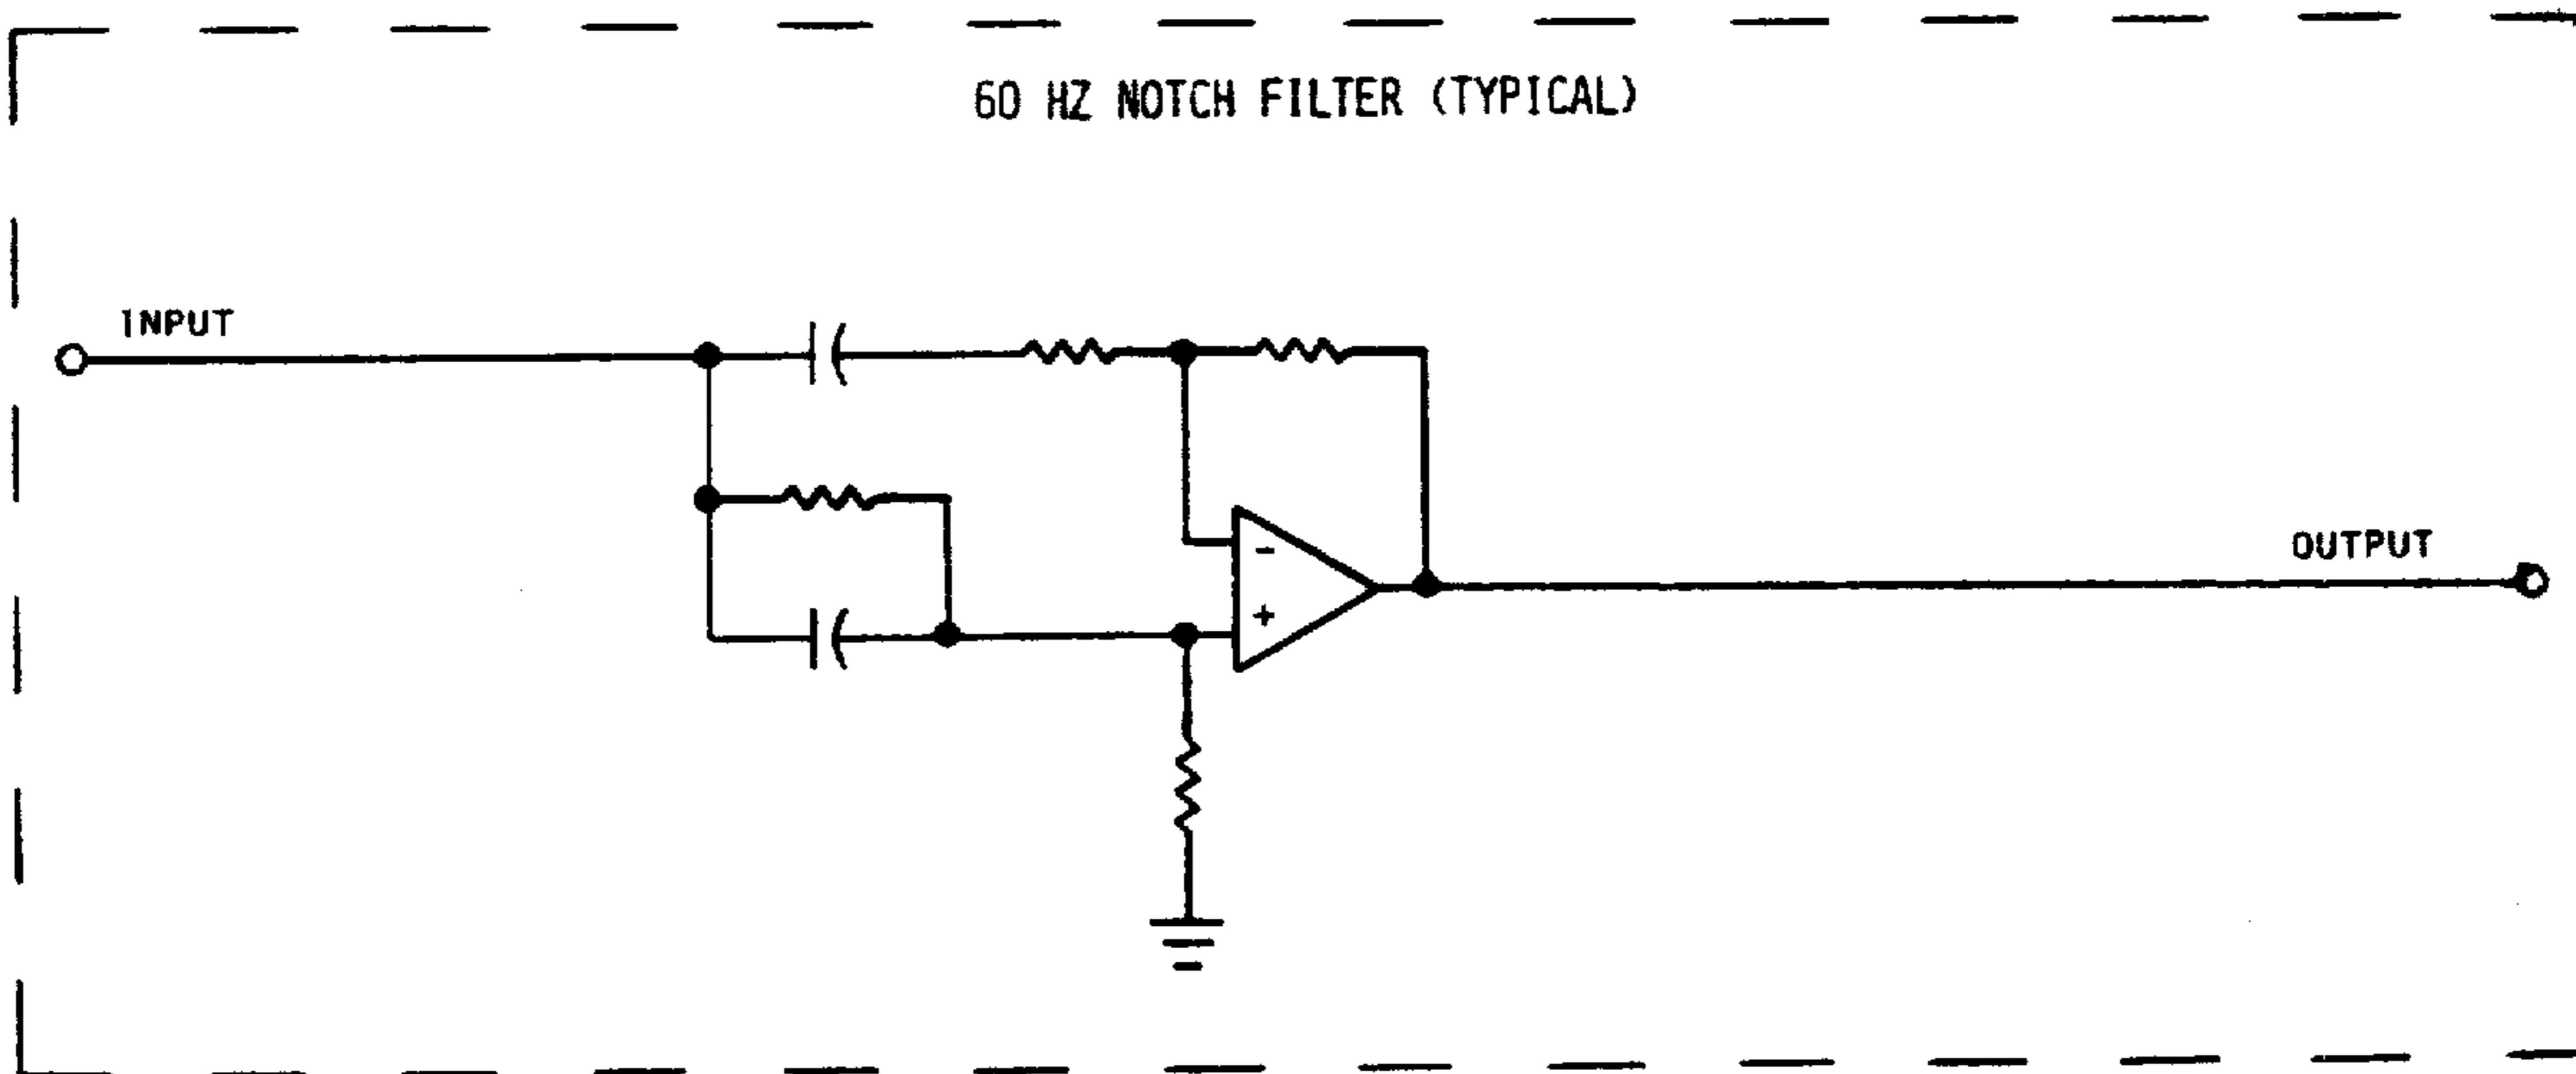 60 HZ NOTCH FILTER (TYPICAL)
INPUT
-
+
OUTPUT